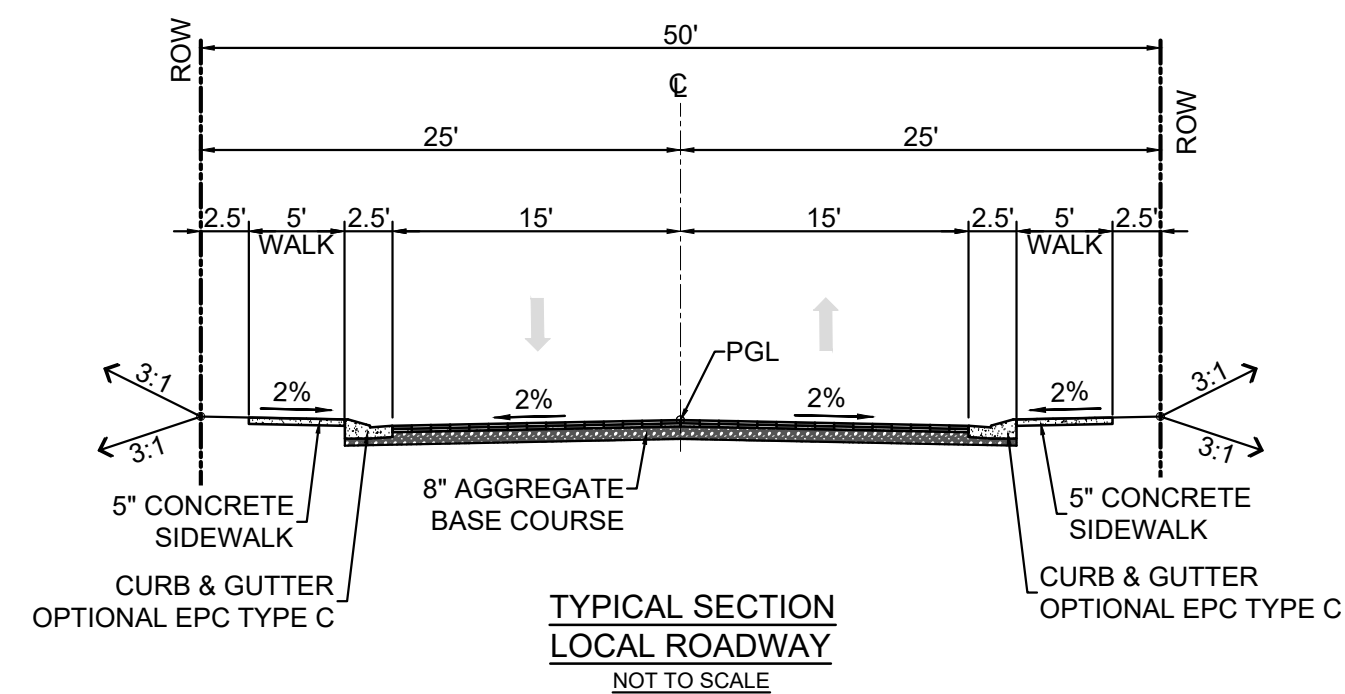 50'
ROW
℄
ROW
25' 25'
2.5' 5' 2.5' 15' 15' 2.5' 5' 2.5'
WALK WALK
PGL
3:1 2% 2% 2% 2% 3:1
3:1 3:1
5" CONCRETE
SIDEWALK
8" AGGREGATE
BASE COURSE
5" CONCRETE
SIDEWALK
CURB & GUTTER
OPTIONAL EPC TYPE C
CURB & GUTTER
OPTIONAL EPC TYPE C
TYPICAL SECTION
LOCAL ROADWAY
NOT TO SCALE